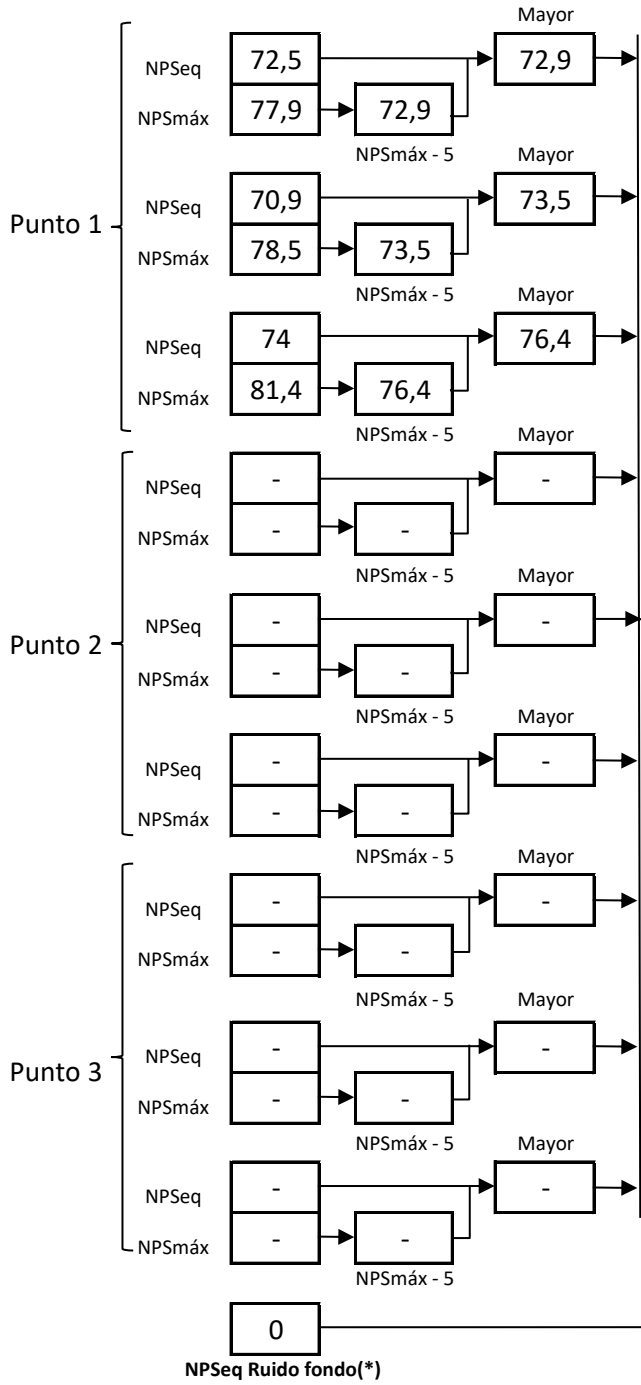 Mayor
NPSeq 72,5 72,9
NPSmáx 77,9 72,9
NPSmáx - 5 Mayor
NPSeq 70,9 73,5
Punto 1
NPSmáx 78,5 73,5
NPSmáx - 5 Mayor
NPSeq 74 76,4
NPSmáx 81,4 76,4
NPSmáx - 5 Mayor
NPSeq - -
NPSmáx - -
NPSmáx - 5 Mayor
NPSeq - -
Punto 2
NPSmáx - -
NPSmáx - 5 Mayor
NPSeq - -
NPSmáx - -
NPSmáx - 5 Mayor
NPSeq - -
NPSmáx - -
NPSmáx - 5 Mayor
NPSeq - -
Punto 3
NPSmáx - -
NPSmáx - 5 Mayor
NPSeq - -
NPSmáx - -
NPSmáx - 5
0
NPSeq Ruido fondo(*)